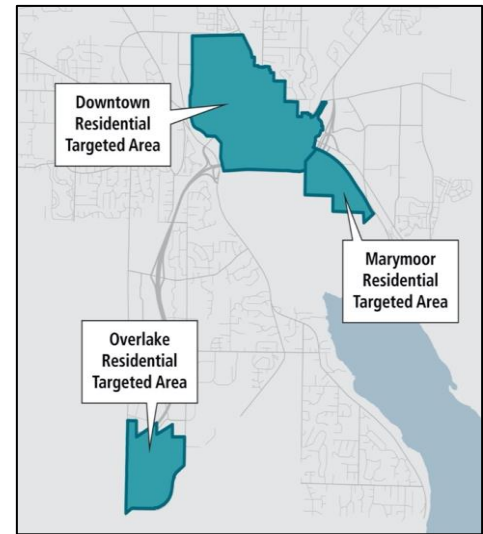 Downtown
Residential
Targeted Area
Marymoor
Residential
Targeted Area
Overlake
Residential
Targeted Area